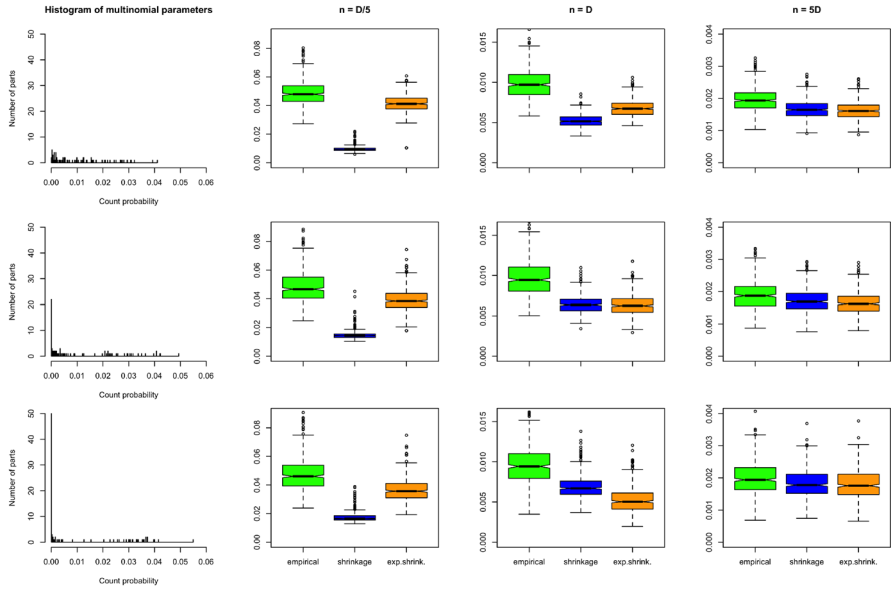 Histogram of multinomial parameters
n = D/5
n = D
n = 5D
Number of parts
0 10 20 30 40 50
0.00 0.01 0.02 0.03 0.04 0.05 0.06
Count probability
0.00 0.02 0.04 0.06 0.08
0.000 0.005 0.010 0.015
0.000 0.001 0.002 0.003 0.004
Number of parts
0 10 20 30 40 50
0.00 0.01 0.02 0.03 0.04 0.05 0.06
Count probability
0.00 0.02 0.04 0.06 0.08
0.000 0.005 0.010 0.015
0.000 0.001 0.002 0.003 0.004
Number of parts
0 10 20 30 40 50
0.00 0.01 0.02 0.03 0.04 0.05 0.06
Count probability
0.00 0.02 0.04 0.06 0.08
empirical shrinkage exp.shrink.
0.000 0.005 0.010 0.015
empirical shrinkage exp.shrink.
0.000 0.001 0.002 0.003 0.004
empirical shrinkage exp.shrink.